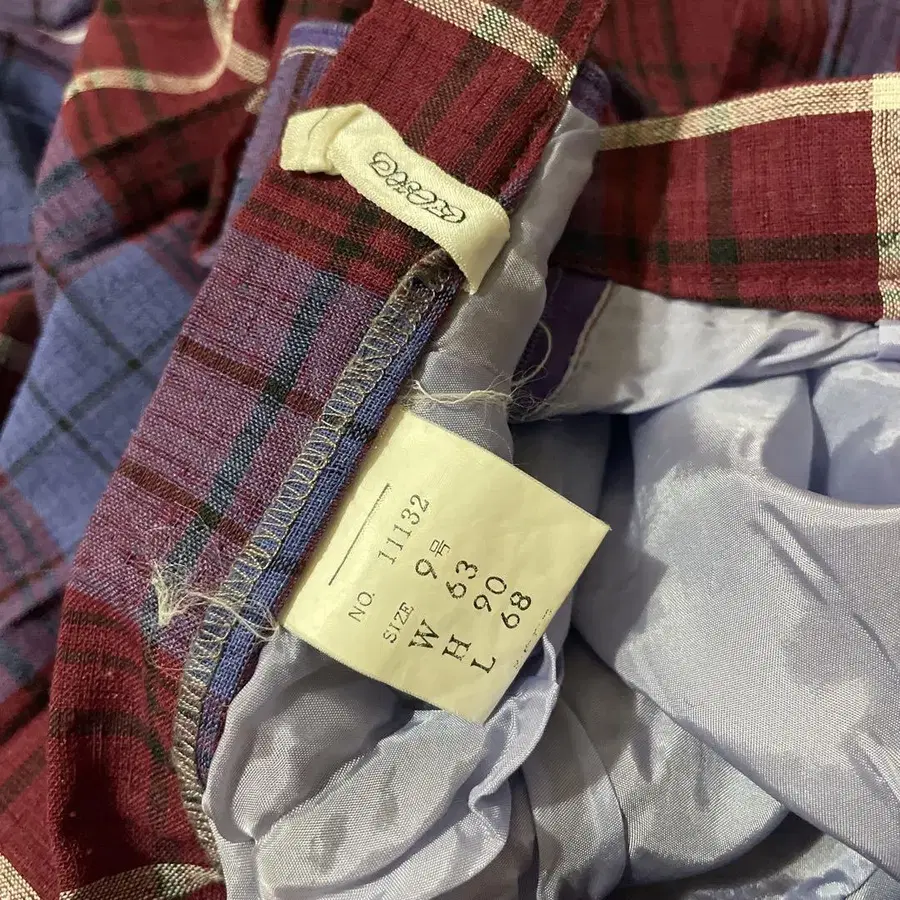 NO. 11132
SIZE 9号
W 63
H 90
L 68